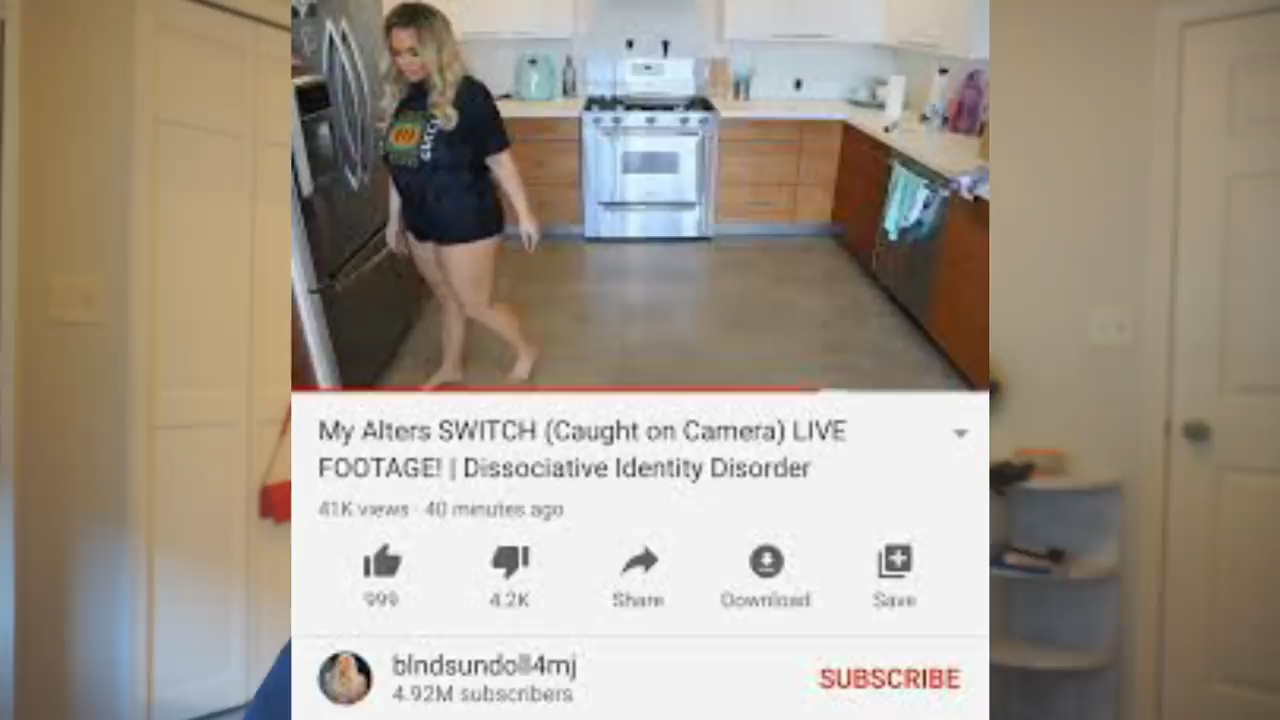 My Alters SWITCH (Caught on Camera) LIVE
FOOTAGE! | Dissociative Identity Disorder
41K views · 40 minutes ago
999
4.2K
Share
Download
Save
blndsundoll4mj
4.92M subscribers
SUBSCRIBE